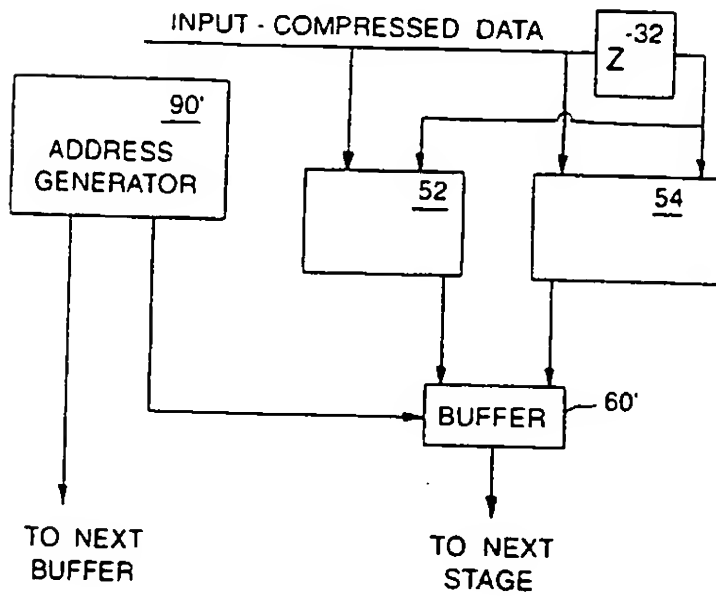 INPUT - COMPRESSED DATA
Z -32
90'
ADDRESS
GENERATOR
52
54
BUFFER
60'
TO NEXT
BUFFER
TO NEXT
STAGE